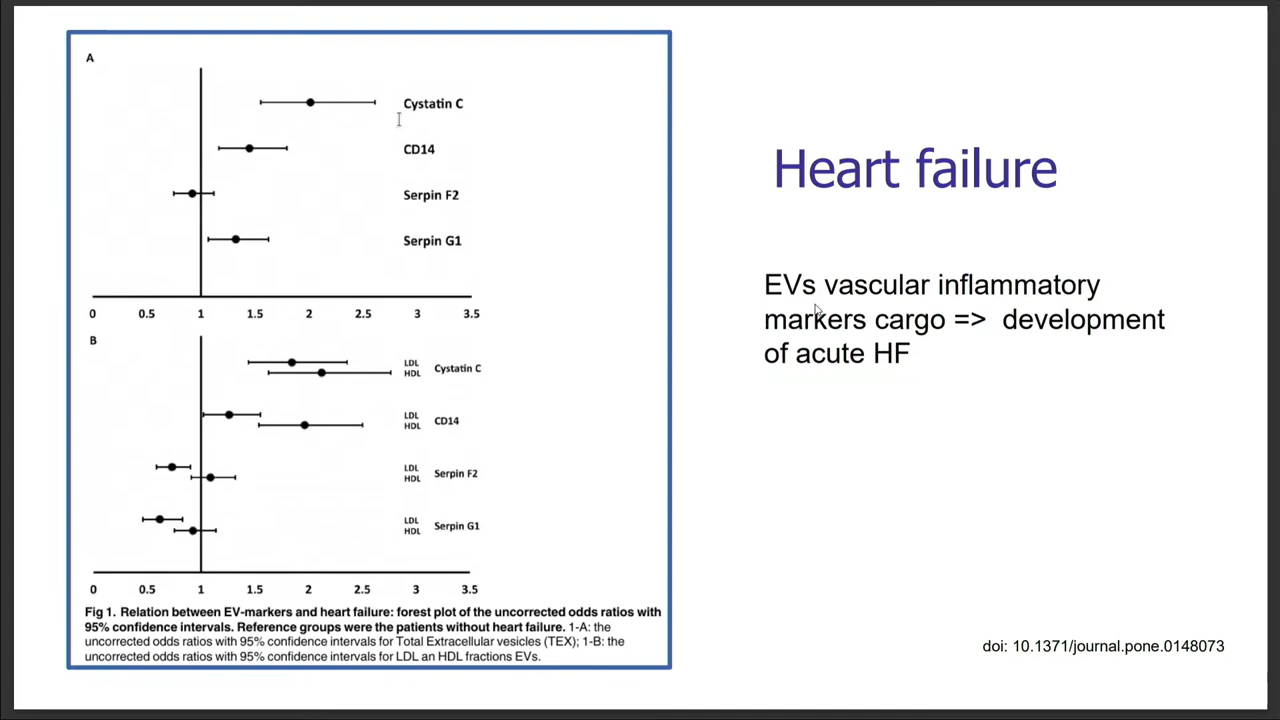 A
Cystatin C
CD14
Serpin F2
Serpin G1
0 0.5 1 1.5 2 2.5 3 3.5
B
LDL
HDL
Cystatin C
LDL
HDL
CD14
LDL
HDL
Serpin F2
LDL
HDL
Serpin G1
0 0.5 1 1.5 2 2.5 3 3.5
Fig 1. Relation between EV-markers and heart failure: forest plot of the uncorrected odds ratios with
95% confidence intervals. Reference groups were the patients without heart failure. 1-A: the
uncorrected odds ratios with 95% confidence intervals for Total Extracellular vesicles (TEX); 1-B: the
uncorrected odds ratios with 95% confidence intervals for LDL an HDL fractions EVs.
Heart failure
EVs vascular inflammatory
markers cargo => development
of acute HF
doi: 10.1371/journal.pone.0148073